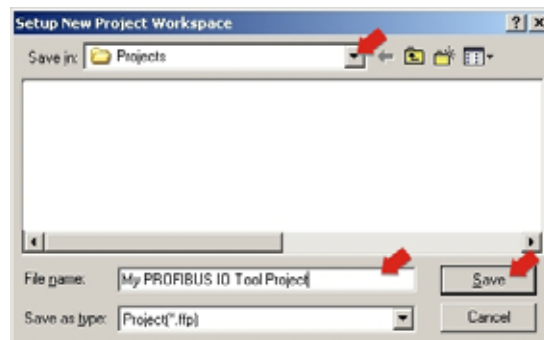 Setup New Project Workspace
Save in: Projects
File name: My PROFIBUS IO Tool Project
Save
Save as type: Project(*.ffp)
Cancel